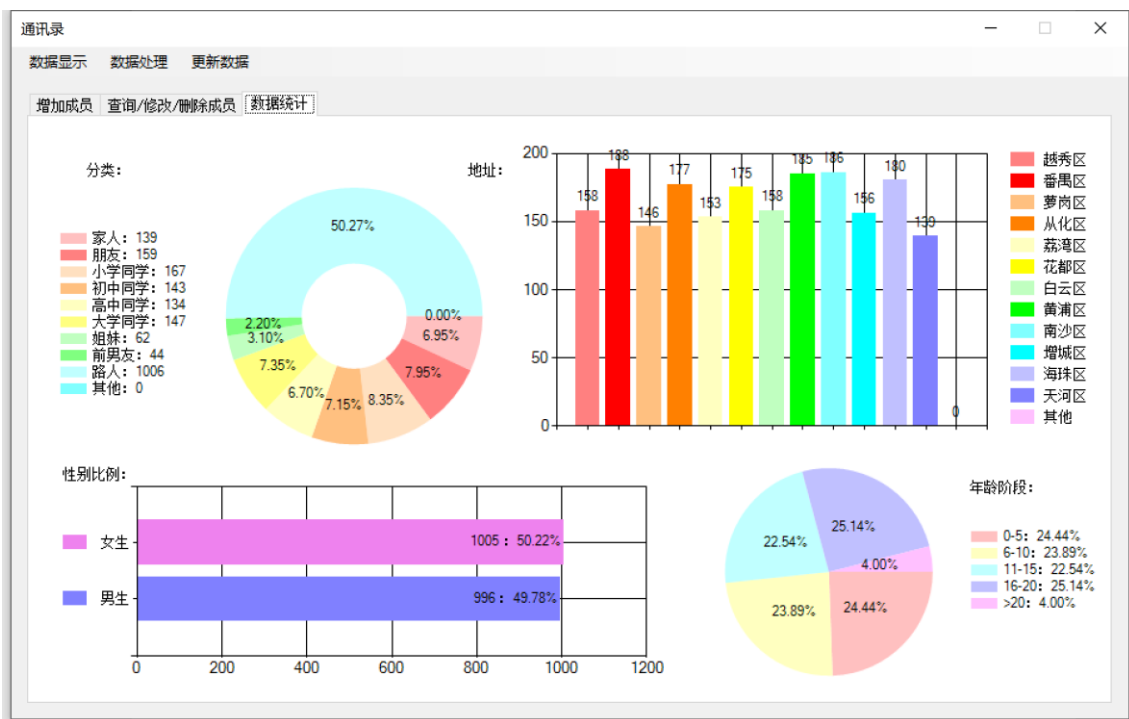 通讯录
数据显示 数据处理 更新数据
增加成员 查询/修改/删除成员 数据统计
分类：
家人：139
朋友：159
小学同学：167
初中同学：143
高中同学：134
大学同学：147
姐妹：62
前男友：44
路人：1006
其他：0
50.27%
0.00%
2.20%
6.95%
3.10%
7.35%
7.95%
6.70%
7.15%
8.35%
地址：
200
150
100
50
0
158
188
146
177
153
175
158
185
186
156
180
139
0
越秀区
番禺区
萝岗区
从化区
荔湾区
花都区
白云区
黄浦区
南沙区
增城区
海珠区
天河区
其他
性别比例：
女生
1005：50.22%
男生
996：49.78%
0 200 400 600 800 1000 1200
25.14%
22.54%
4.00%
23.89%
24.44%
年龄阶段：
0-5：24.44%
6-10：23.89%
11-15：22.54%
16-20：25.14%
>20：4.00%